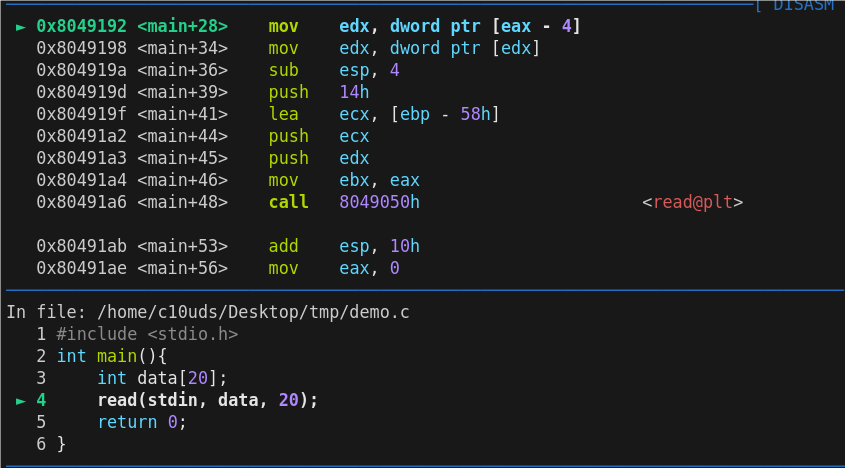 [ DISASM
► 0x8049192 <main+28> mov edx, dword ptr [eax - 4]
0x8049198 <main+34> mov edx, dword ptr [edx]
0x804919a <main+36> sub esp, 4
0x804919d <main+39> push 14h
0x804919f <main+41> lea ecx, [ebp - 58h]
0x80491a2 <main+44> push ecx
0x80491a3 <main+45> push edx
0x80491a4 <main+46> mov ebx, eax
0x80491a6 <main+48> call 8049050h <read@plt>
0x80491ab <main+53> add esp, 10h
0x80491ae <main+56> mov eax, 0
In file: /home/c10uds/Desktop/tmp/demo.c
1 #include <stdio.h>
2 int main(){
3 int data[20];
► 4 read(stdin, data, 20);
5 return 0;
6 }